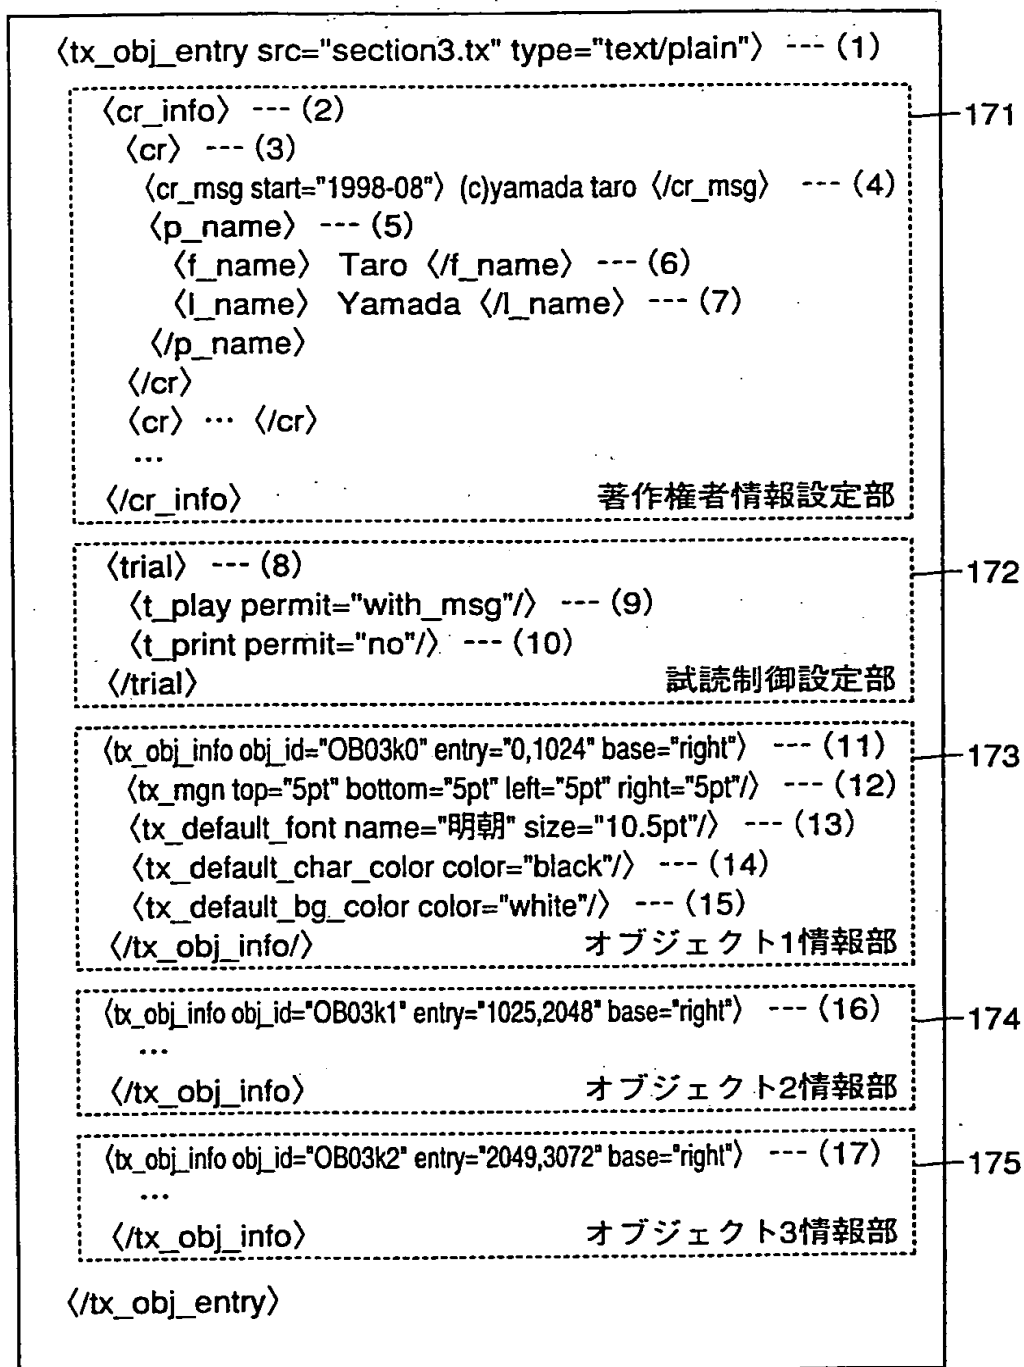 〈tx_obj_entry src="section3.tx" type="text/plain"〉 --- (1)
〈cr_info〉 --- (2)
171
〈cr〉 --- (3)
〈cr_msg start="1998-08"〉 (c)yamada taro 〈/cr_msg〉 --- (4)
〈p_name〉 --- (5)
〈f_name〉 Taro 〈/f_name〉 --- (6)
〈l_name〉 Yamada 〈/l_name〉 --- (7)
〈/p_name〉
〈/cr〉
〈cr〉 … 〈/cr〉
…
〈/cr_info〉 著作権者情報設定部
〈trial〉 --- (8)
172
〈t_play permit="with_msg"/〉 --- (9)
〈t_print permit="no"/〉 --- (10)
〈/trial〉 試読制御設定部
〈tx_obj_info obj_id="OB03k0" entry="0,1024" base="right"〉 --- (11)
173
〈tx_mgn top="5pt" bottom="5pt" left="5pt" right="5pt"/〉 --- (12)
〈tx_default_font name="明朝" size="10.5pt"/〉 --- (13)
〈tx_default_char_color color="black"/〉 --- (14)
〈tx_default_bg_color color="white"/〉 --- (15)
〈/tx_obj_info/〉 オブジェクト1情報部
〈tx_obj_info obj_id="OB03k1" entry="1025,2048" base="right"〉 --- (16)
174
…
〈/tx_obj_info〉 オブジェクト2情報部
〈tx_obj_info obj_id="OB03k2" entry="2049,3072" base="right"〉 --- (17)
175
…
〈/tx_obj_info〉 オブジェクト3情報部
〈/tx_obj_entry〉